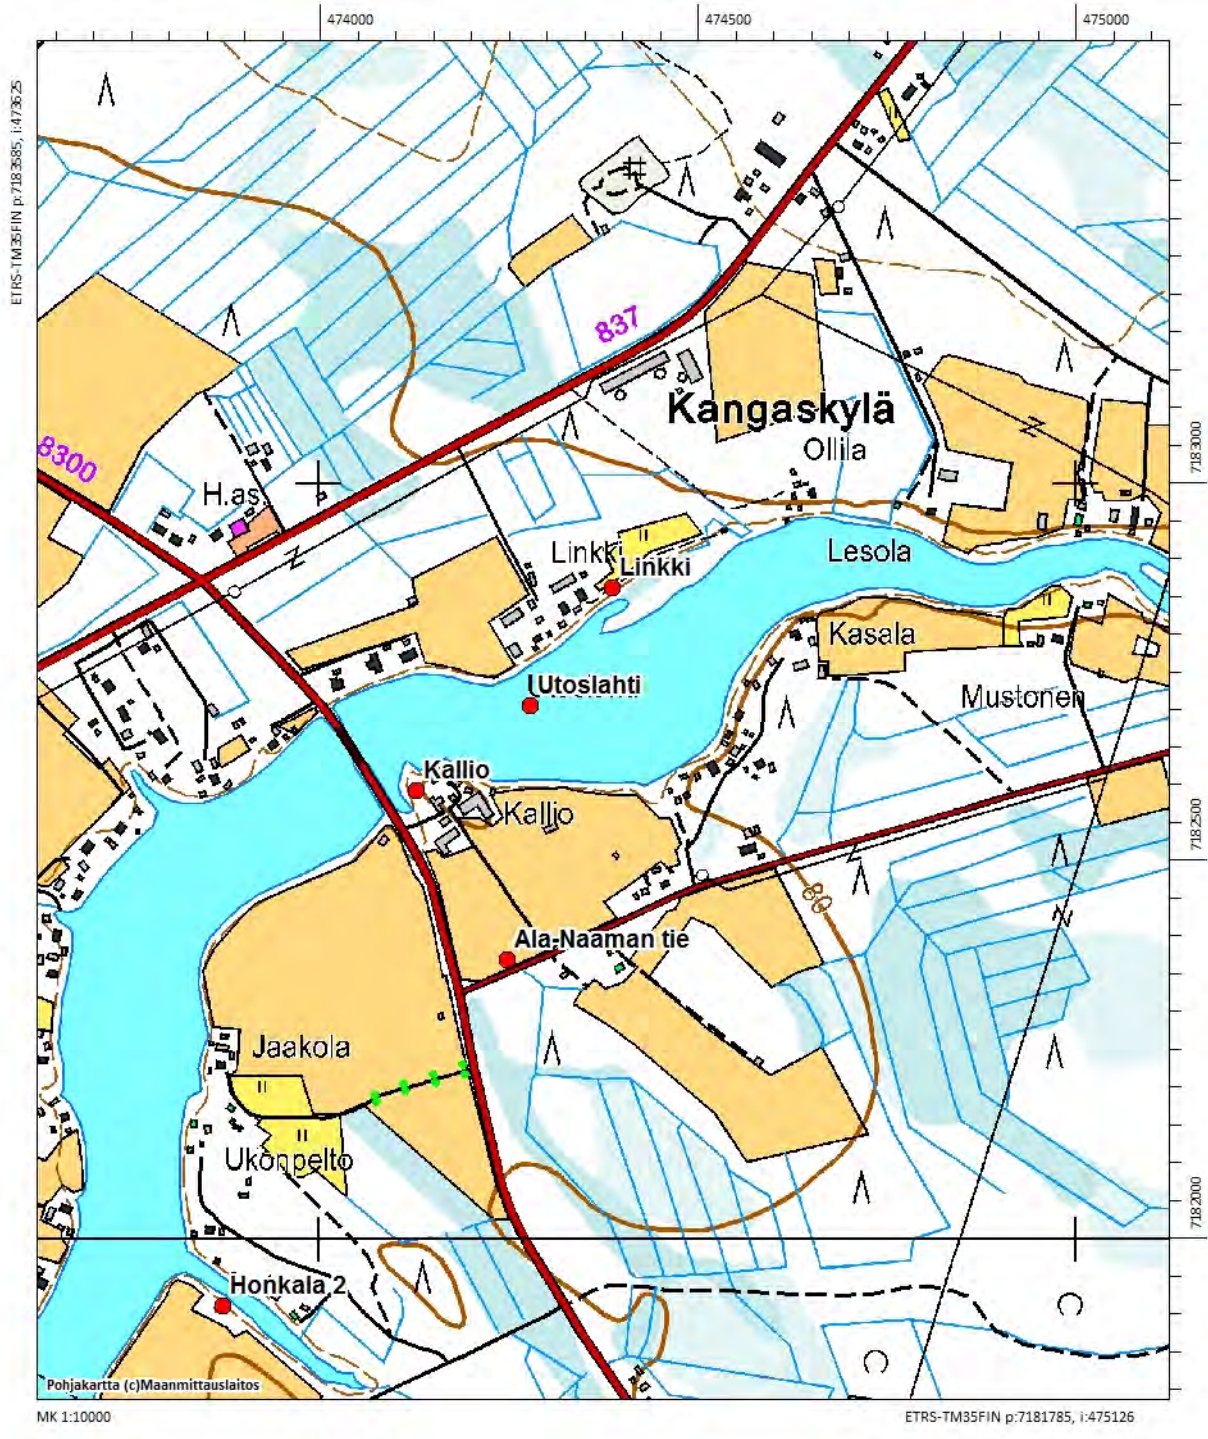 474000
474500
475000
ETRS-TM35FIN p:7183585, i:473625
837
Kangaskylä
Ollila
7183000
8300
H.as.
Linkki
Linkki
Lesola
Kasala
Utoslahti
Mustonen
Kallio
Kallio
7182500
80
Ala-Naaman tie
Jaakola
Ukonpelto
7182000
Honkala 2
Pohjakartta (c)Maanmittauslaitos
MK 1:10000
ETRS-TM35FIN p:7181785, i:475126